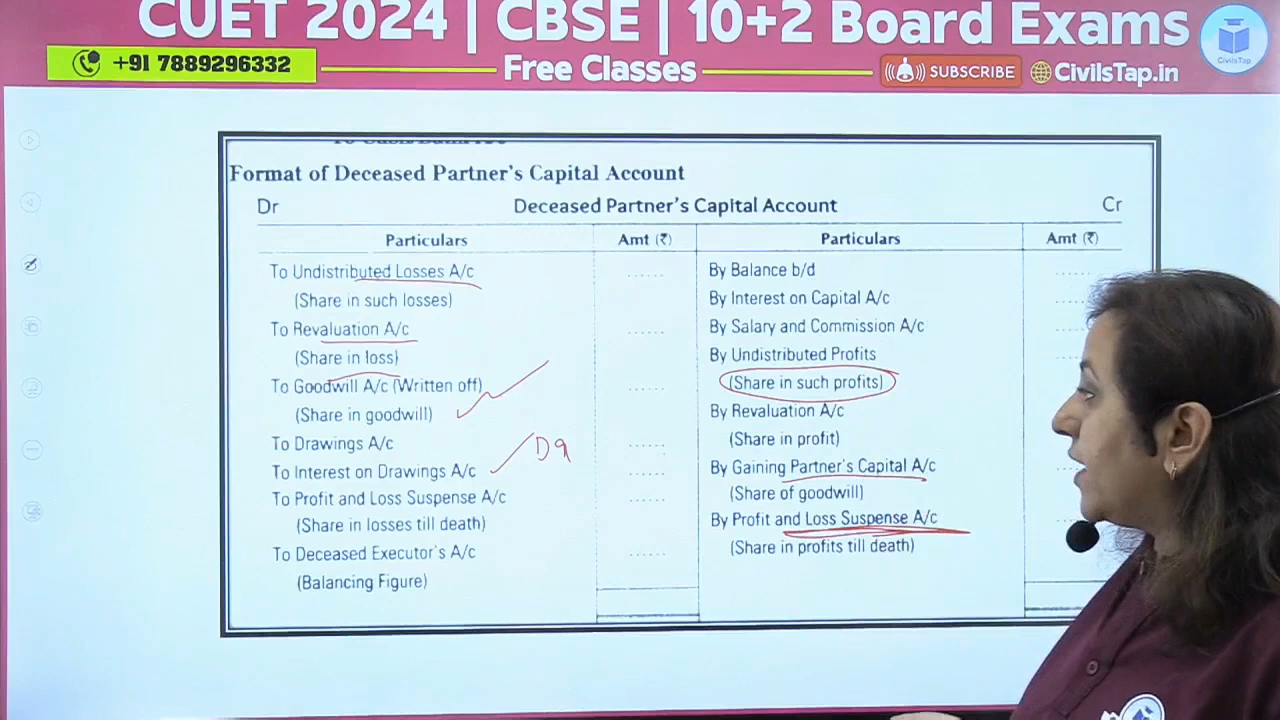 CUET 2024 | CBSE | 10+2 Board Exams
+91 7889296332
Free Classes
SUBSCRIBE
CivilsTap.in
CivilsTap
Format of Deceased Partner's Capital Account
Dr Deceased Partner's Capital Account Cr
Particulars Amt (₹) Particulars Amt (₹)
To Undistributed Losses A/c ...... By Balance b/d ......
(Share in such losses) By Interest on Capital A/c ......
To Revaluation A/c ...... By Salary and Commission A/c
(Share in loss) By Undistributed Profits ......
To Goodwill A/c (Written off) ...... (Share in such profits)
(Share in goodwill) By Revaluation A/c
To Drawings A/c ...... (Share in profit)
To Interest on Drawings A/c ...... By Gaining Partner's Capital A/c
To Profit and Loss Suspense A/c ...... (Share of goodwill)
(Share in losses till death) By Profit and Loss Suspense A/c
To Deceased Executor's A/c ...... (Share in profits till death)
(Balancing Figure)